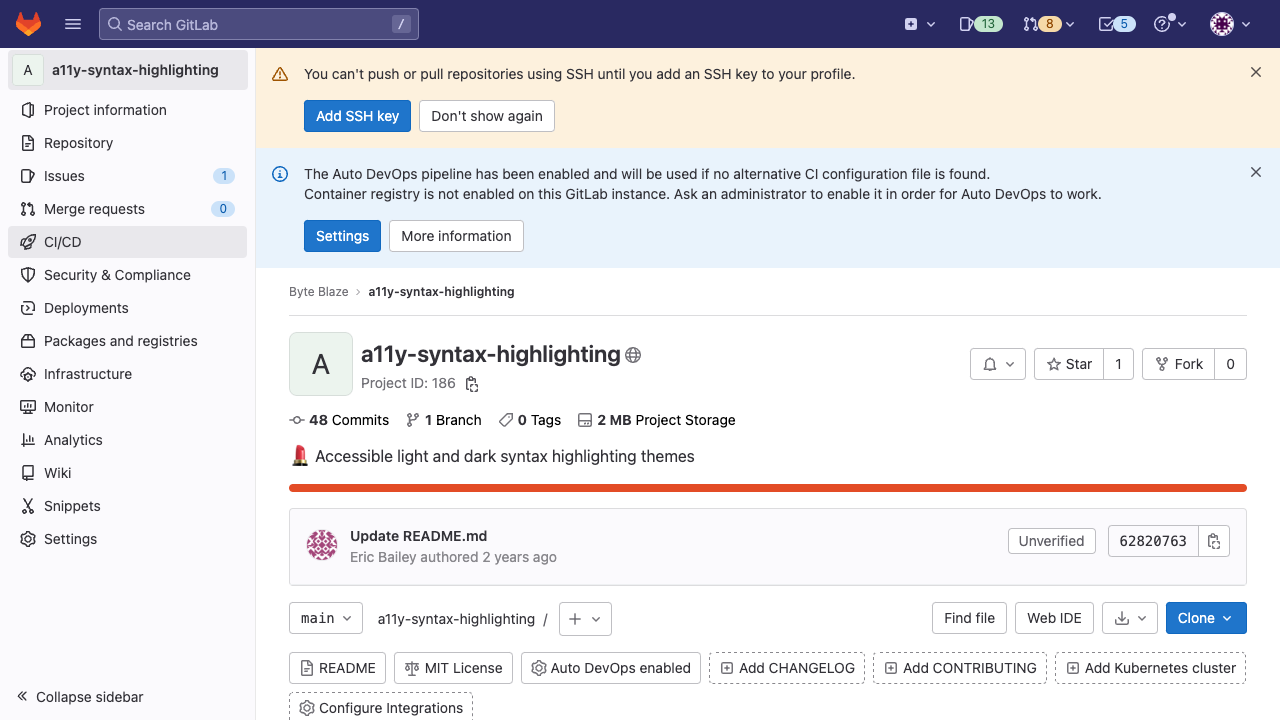 Search GitLab /
13 8 5
A a11y-syntax-highlighting
Project information
Repository
Issues 1
Merge requests 0
CI/CD
Security & Compliance
Deployments
Packages and registries
Infrastructure
Monitor
Analytics
Wiki
Snippets
Settings
Collapse sidebar
You can't push or pull repositories using SSH until you add an SSH key to your profile.
Add SSH key Don't show again
The Auto DevOps pipeline has been enabled and will be used if no alternative CI configuration file is found.
Container registry is not enabled on this GitLab instance. Ask an administrator to enable it in order for Auto DevOps to work.
Settings More information
Byte Blaze a11y-syntax-highlighting
A
a11y-syntax-highlighting
Project ID: 186
Star 1 Fork 0
48 Commits 1 Branch 0 Tags 2 MB Project Storage
Accessible light and dark syntax highlighting themes
Update README.md
Eric Bailey authored 2 years ago
Unverified 62820763
main a11y-syntax-highlighting / Find file Web IDE Clone
README MIT License Auto DevOps enabled Add CHANGELOG Add CONTRIBUTING Add Kubernetes cluster
Configure Integrations